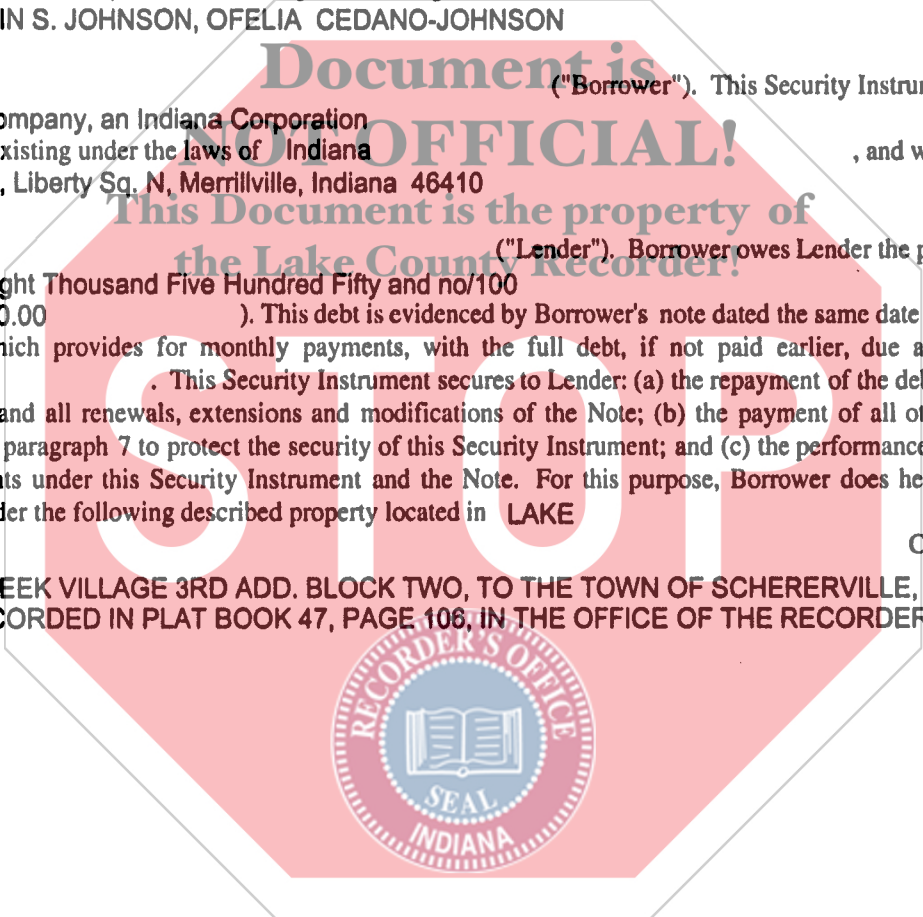 IN S. JOHNSON, OFELIA CEDANO-JOHNSON
Document is
("Borrower"). This Security Instrum
ompany, an Indiana Corporation
NOT OFFICIAL!
xisting under the laws of Indiana , and w
, Liberty Sq. N, Merrillville, Indiana 46410
This Document is the property of
("Lender"). Borrower owes Lender the p
the Lake County Recorder!
ght Thousand Five Hundred Fifty and no/100
0.00 ). This debt is evidenced by Borrower's note dated the same date
hich provides for monthly payments, with the full debt, if not paid earlier, due a
. This Security Instrument secures to Lender: (a) the repayment of the deb
and all renewals, extensions and modifications of the Note; (b) the payment of all ot
paragraph 7 to protect the security of this Security Instrument; and (c) the performance
ts under this Security Instrument and the Note. For this purpose, Borrower does he
STOP
der the following described property located in LAKE
EEK VILLAGE 3RD ADD. BLOCK TWO, TO THE TOWN OF SCHERERVILLE,
CORDED IN PLAT BOOK 47, PAGE 106, IN THE OFFICE OF THE RECORDER
RECORDER'S OFFICE
SEAL
INDIANA